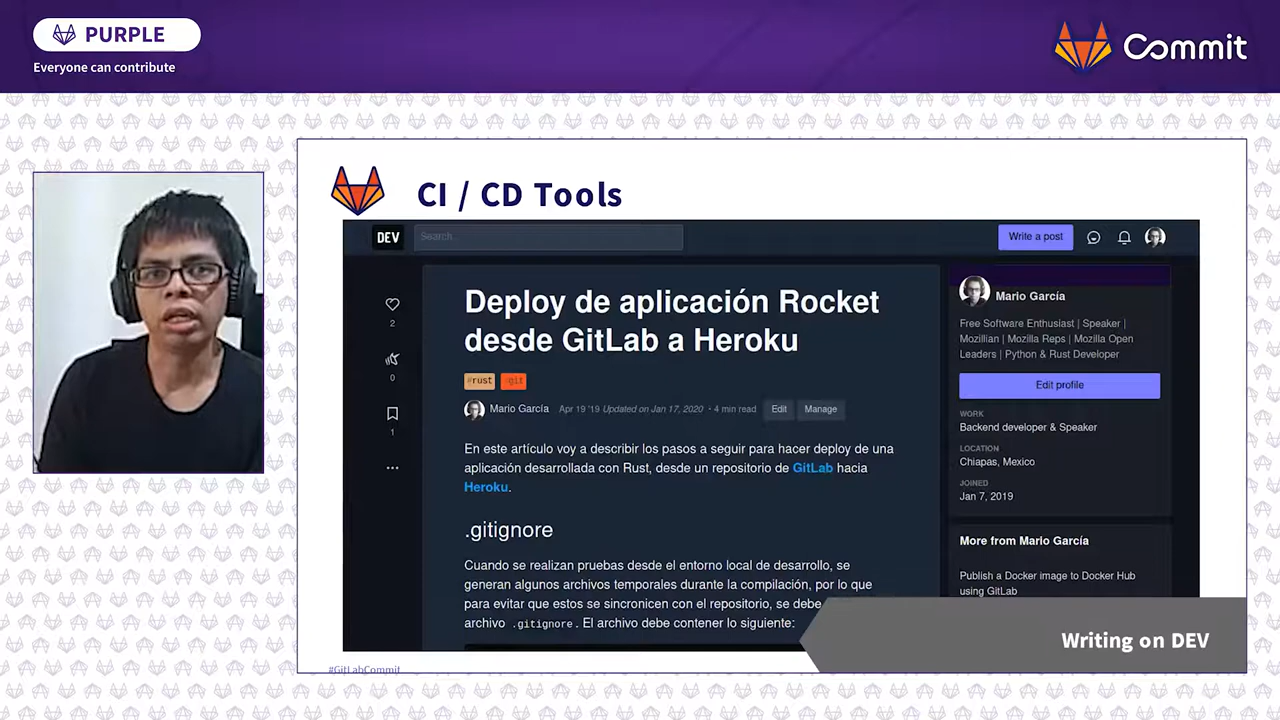 PURPLE
Everyone can contribute
Commit
CI / CD Tools
DEV
Search...
Write a post
Deploy de aplicación Rocket
desde GitLab a Heroku
2
0
1
#rust #git
Mario García Apr 19 '19 Updated on Jan 17, 2020 • 4 min read Edit Manage
En este artículo voy a describir los pasos a seguir para hacer deploy de una
aplicación desarrollada con Rust, desde un repositorio de GitLab hacia
Heroku.
.gitignore
Cuando se realizan pruebas desde el entorno local de desarrollo, se
generan algunos archivos temporales durante la compilación, por lo que
para evitar que estos se sincronicen con el repositorio, se debe
archivo .gitignore. El archivo debe contener lo siguiente:
Mario García
Free Software Enthusiast | Speaker |
Mozillian | Mozilla Reps | Mozilla Open
Leaders | Python & Rust Developer
Edit profile
WORK
Backend developer & Speaker
LOCATION
Chiapas, Mexico
JOINED
Jan 7, 2019
More from Mario García
Publish a Docker image to Docker Hub
using GitLab
Writing on DEV
#GitLabCommit